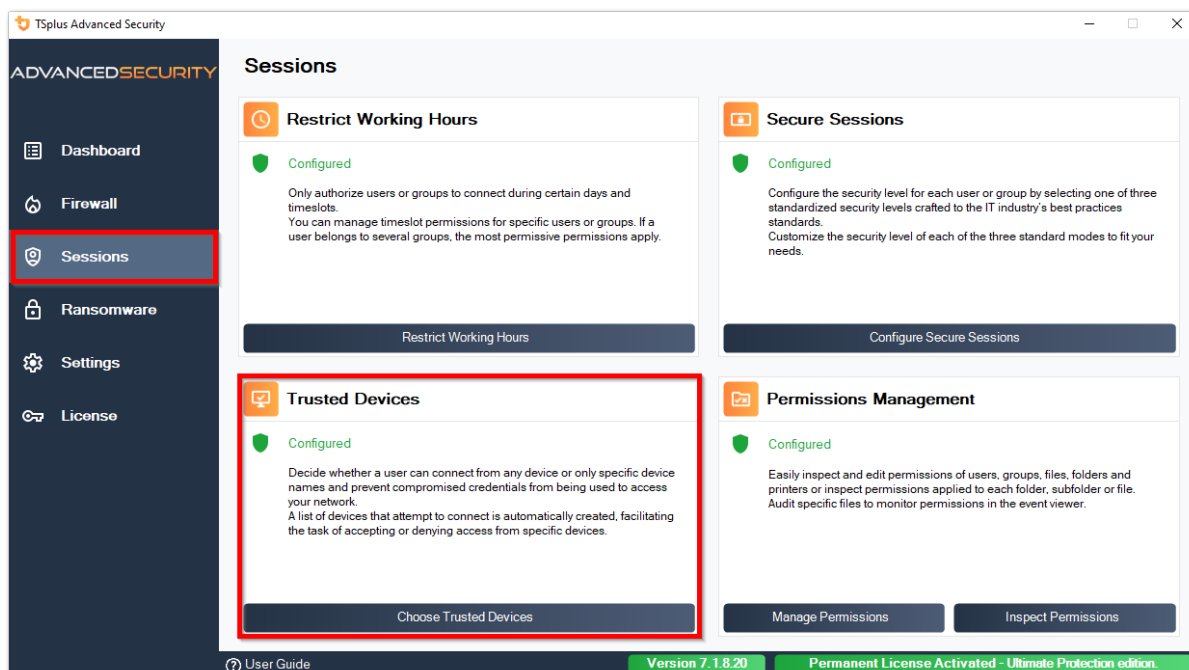 TSplus Advanced Security
ADVANCEDSECURITY
Dashboard
Firewall
Sessions
Ransomware
Settings
License
Sessions
Restrict Working Hours
Configured
Only authorize users or groups to connect during certain days and
timeslots.
You can manage timeslot permissions for specific users or groups. If a
user belongs to several groups, the most permissive permissions apply.
Restrict Working Hours
Secure Sessions
Configured
Configure the security level for each user or group by selecting one of three
standardized security levels crafted to the IT industry's best practices
standards.
Customize the security level of each of the three standard modes to fit your
needs.
Configure Secure Sessions
Trusted Devices
Configured
Decide whether a user can connect from any device or only specific device
names and prevent compromised credentials from being used to access
your network.
A list of devices that attempt to connect is automatically created, facilitating
the task of accepting or denying access from specific devices.
Choose Trusted Devices
Permissions Management
Configured
Easily inspect and edit permissions of users, groups, files, folders and
printers or inspect permissions applied to each folder, subfolder or file.
Audit specific files to monitor permissions in the event viewer.
Manage Permissions
Inspect Permissions
User Guide
Version 7.1.8.20
Permanent License Activated - Ultimate Protection edition.